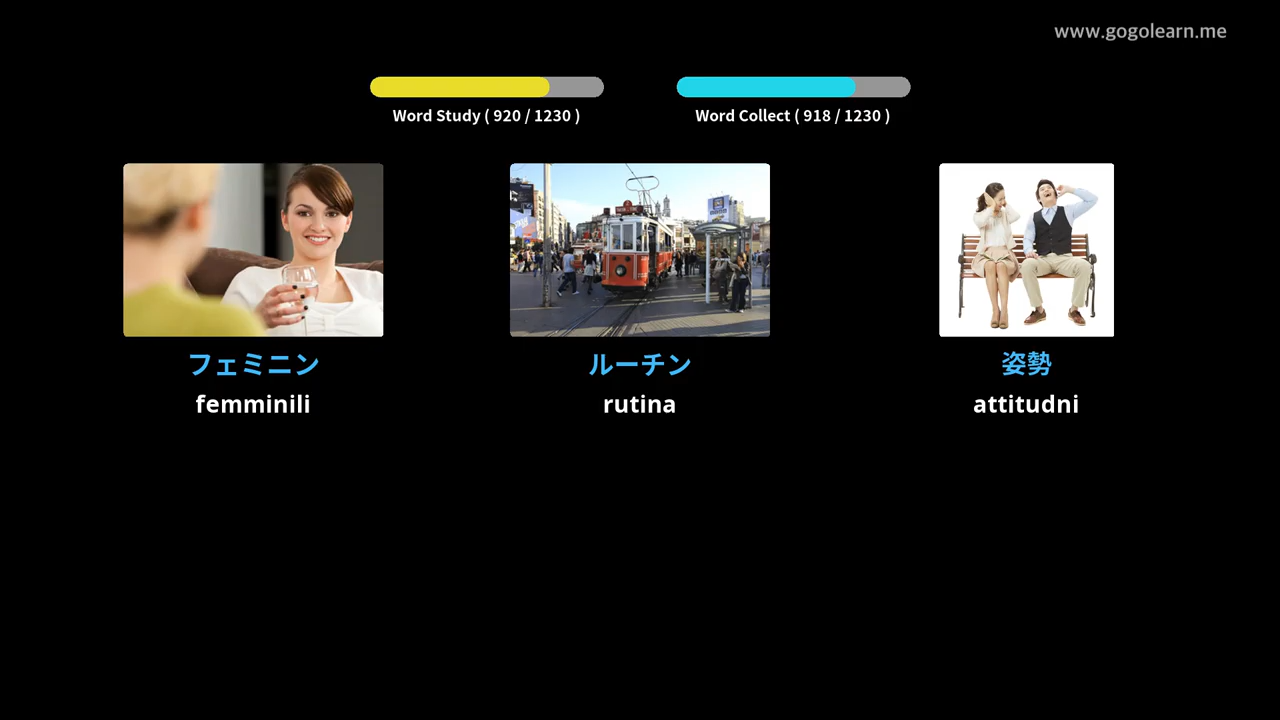 www.gogolearn.me
Word Study ( 920 / 1230 )
Word Collect ( 918 / 1230 )
フェミニン
ルーチン
姿勢
femminili
rutina
attitudni